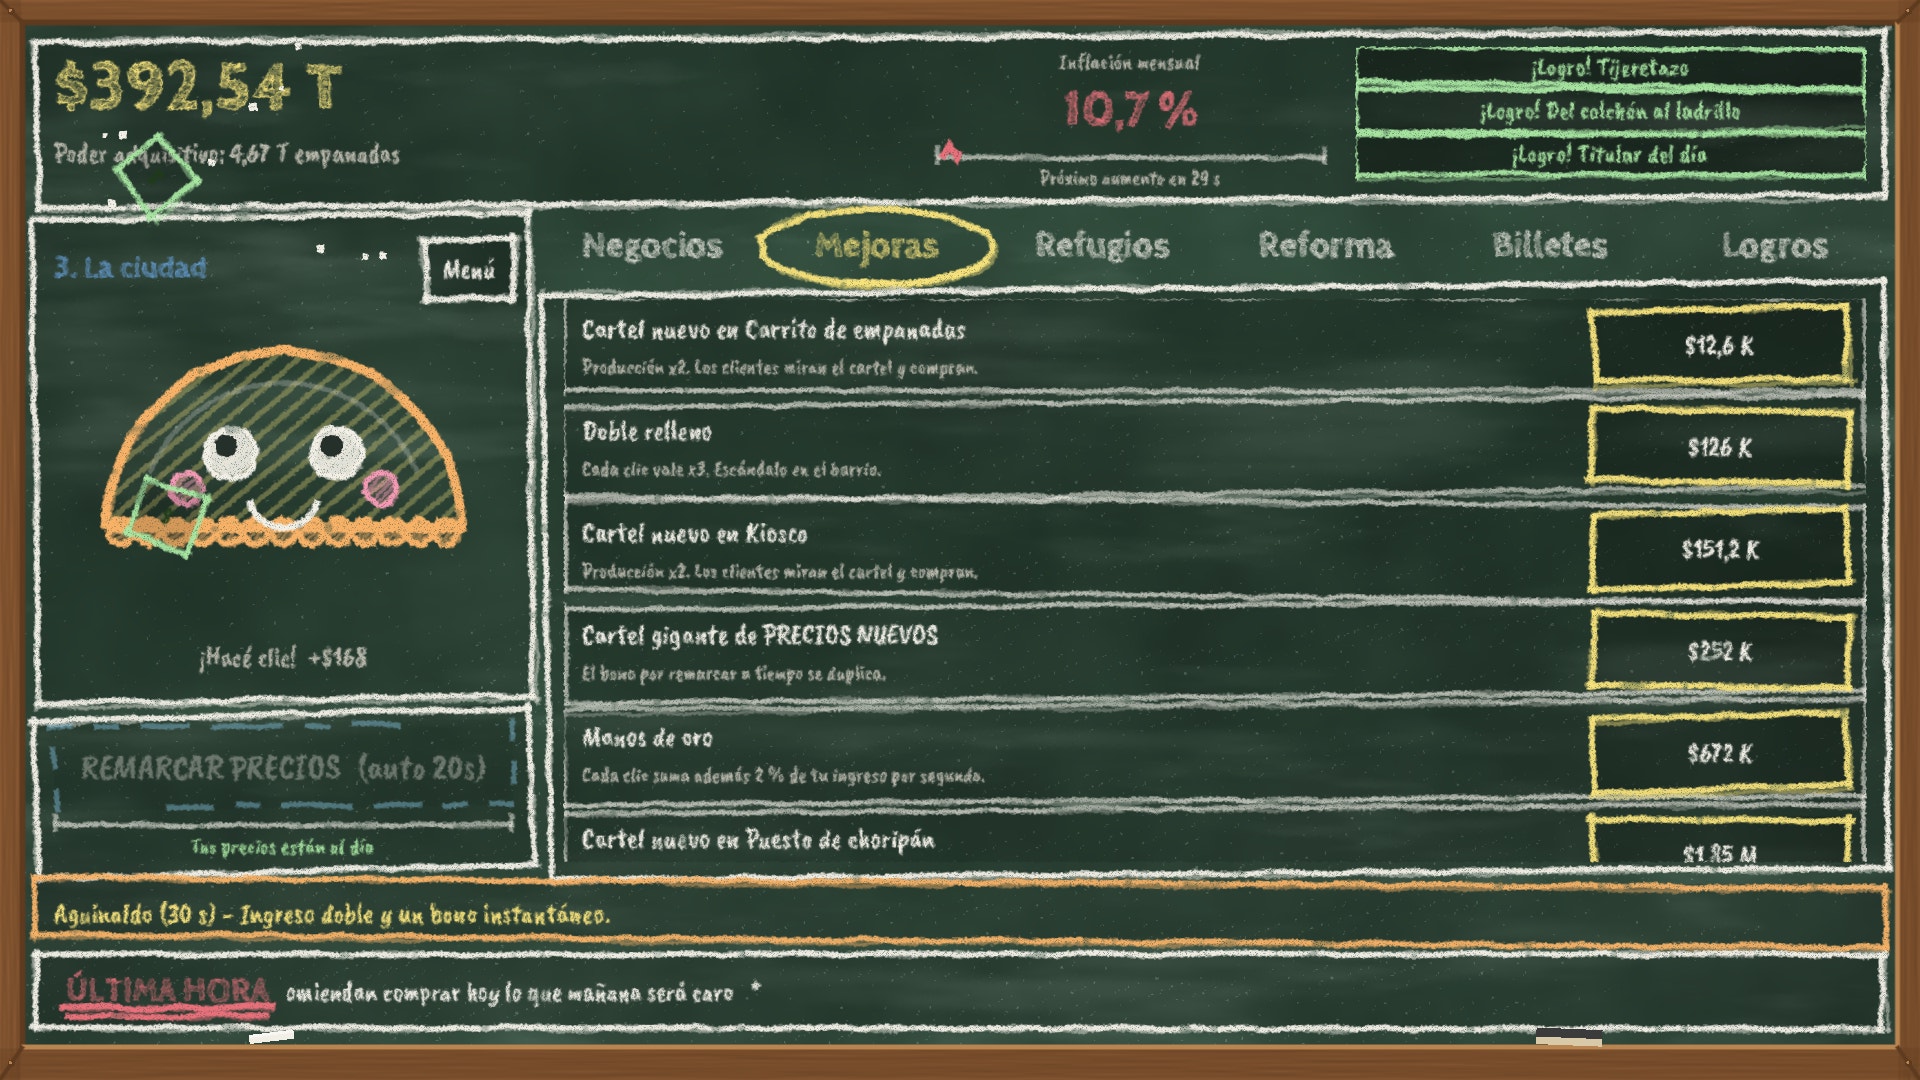 $392,54 T
Poder adquisitivo: 4,67 T empanadas
Inflación mensual
10,7 %
Próximo aumento en 29 s
¡Logro! Tijeretazo
¡Logro! Del colchón al ladrillo
¡Logro! Titular del día
3. La ciudad
Menú
¡Hacé clic! +$168
REMARCAR PRECIOS (auto 20s)
Tus precios están al día
Negocios Mejoras Refugios Reforma Billetes Logros
Cartel nuevo en Carrito de empanadas
Producción x2. Los clientes miran el cartel y compran.
$12,6 K
Doble relleno
Cada clic vale x3. Escándalo en el barrio.
$126 K
Cartel nuevo en Kiosco
Producción x2. Los clientes miran el cartel y compran.
$151,2 K
Cartel gigante de PRECIOS NUEVOS
El bono por remarcar a tiempo se duplica.
$252 K
Manos de oro
Cada clic suma además 2 % de tu ingreso por segundo.
$672 K
Cartel nuevo en Puesto de choripán
$1,85 M
Aguinaldo (30 s) - Ingreso doble y un bono instantáneo.
ÚLTIMA HORA omiendan comprar hoy lo que mañana será caro *